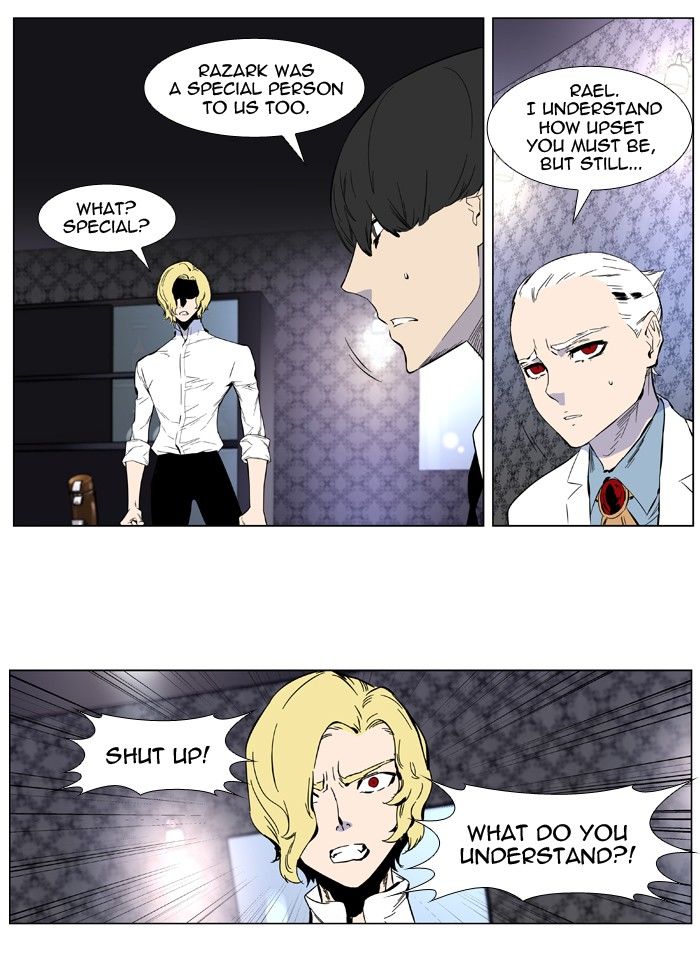 RAZARK WAS
A SPECIAL PERSON
TO US TOO.
WHAT?
SPECIAL?
RAEL.
I UNDERSTAND
HOW UPSET
YOU MUST BE,
BUT STILL...
SHUT UP!
WHAT DO YOU
UNDERSTAND?!